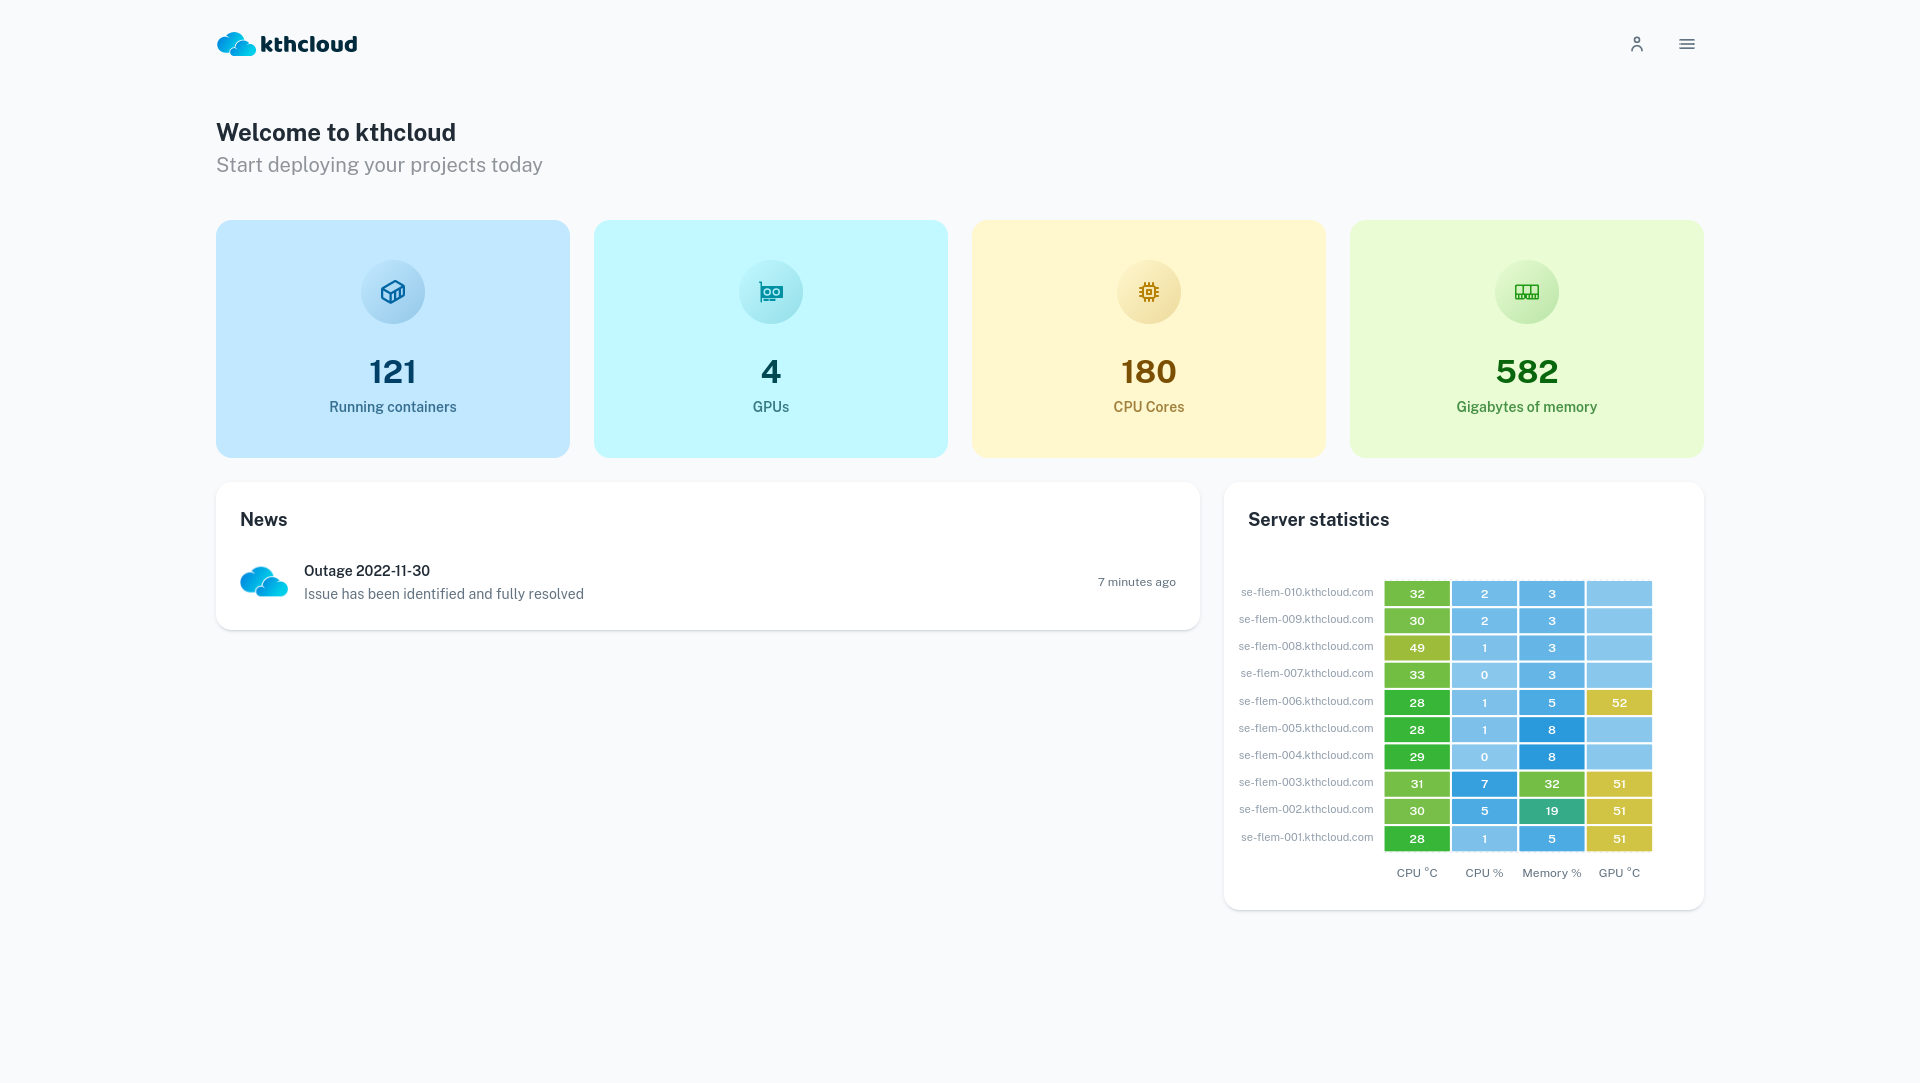 kthcloud
Welcome to kthcloud
Start deploying your projects today
121
Running containers
4
GPUs
180
CPU Cores
582
Gigabytes of memory
News
Outage 2022-11-30
Issue has been identified and fully resolved
7 minutes ago
Server statistics
se-flem-010.kthcloud.com 32 2 3
se-flem-009.kthcloud.com 30 2 3
se-flem-008.kthcloud.com 49 1 3
se-flem-007.kthcloud.com 33 0 3
se-flem-006.kthcloud.com 28 1 5 52
se-flem-005.kthcloud.com 28 1 8
se-flem-004.kthcloud.com 29 0 8
se-flem-003.kthcloud.com 31 7 32 51
se-flem-002.kthcloud.com 30 5 19 51
se-flem-001.kthcloud.com 28 1 5 51
CPU °C CPU % Memory % GPU °C